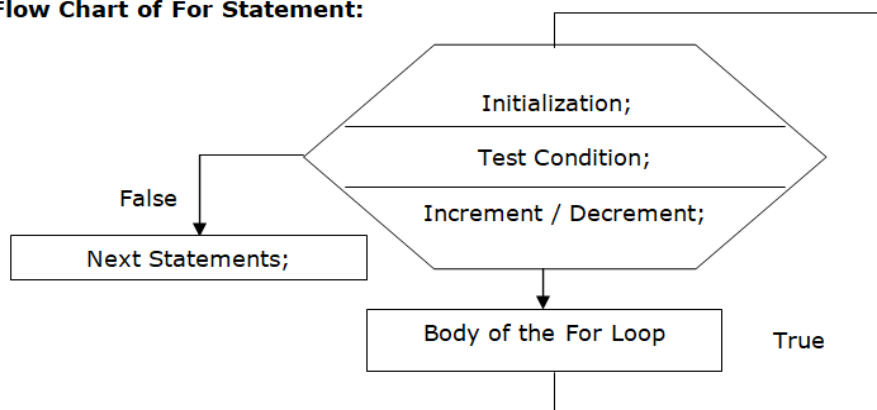 Flow Chart of For Statement:
Initialization;
Test Condition;
False
Increment / Decrement;
Next Statements;
Body of the For Loop
True